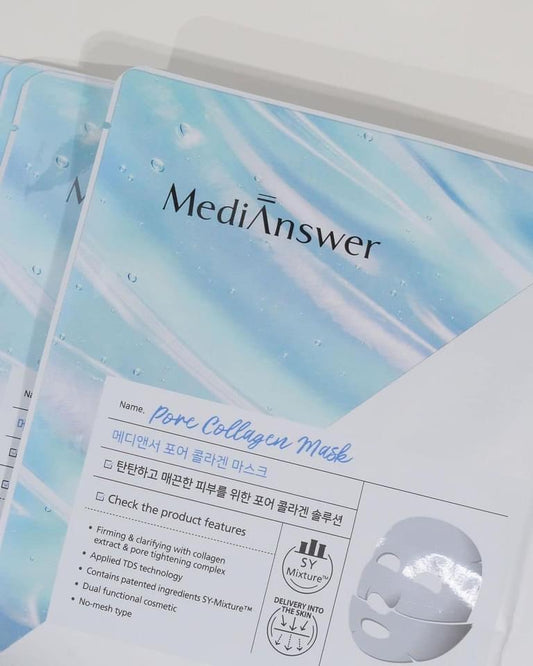 MediAnswer
Name. Pore Collagen Mask
메디앤서 포어 콜라겐 마스크
탄탄하고 매끈한 피부를 위한 포어 콜라겐 솔루션
Check the product features
• Firming & clarifying with collagen
extract & pore tightening complex
• Applied TDS technology
• Contains patented ingredients SY-Mixture™
• Dual functional cosmetic
• No-mesh type
SY
Mixture™
DELIVERY INTO
THE SKIN